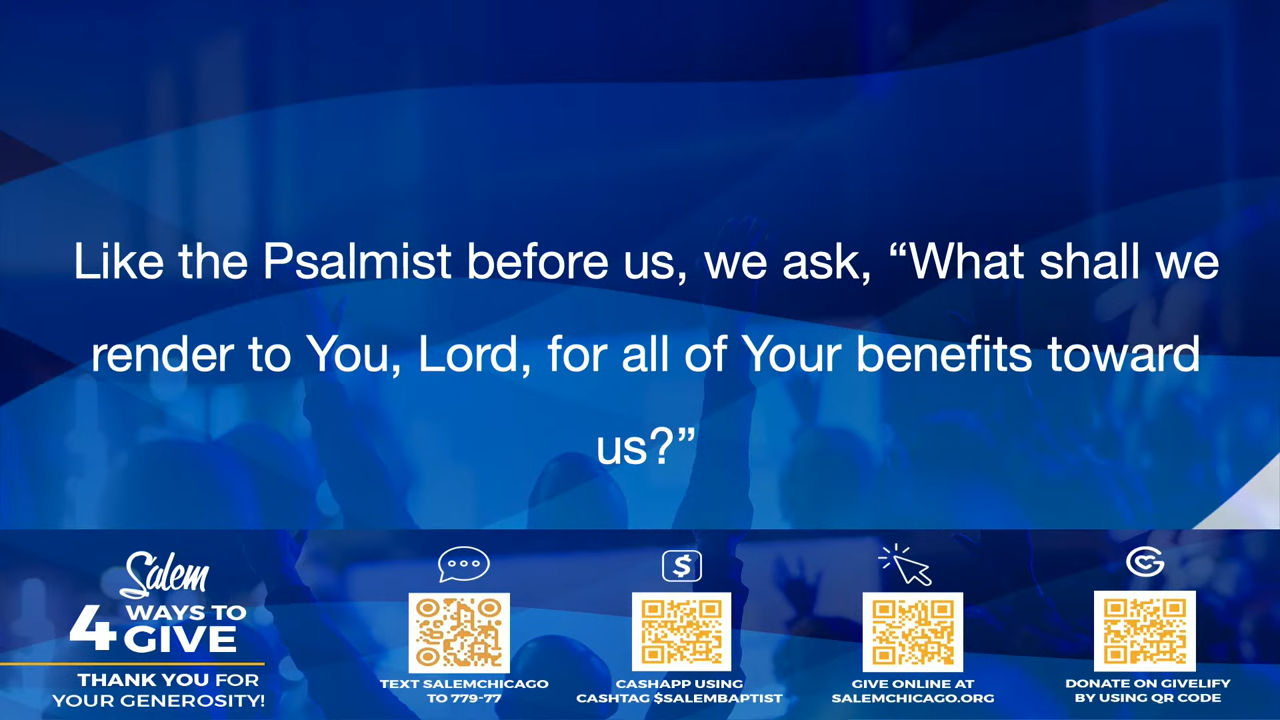 Like the Psalmist before us, we ask, “What shall we
render to You, Lord, for all of Your benefits toward
us?”
Salem
4 WAYS TO
GIVE
THANK YOU FOR
YOUR GENEROSITY!
TEXT SALEMCHICAGO
TO 779-77
CASHAPP USING
CASHTAG $SALEMBAPTIST
GIVE ONLINE AT
SALEMCHICAGO.ORG
DONATE ON GIVELIFY
BY USING QR CODE